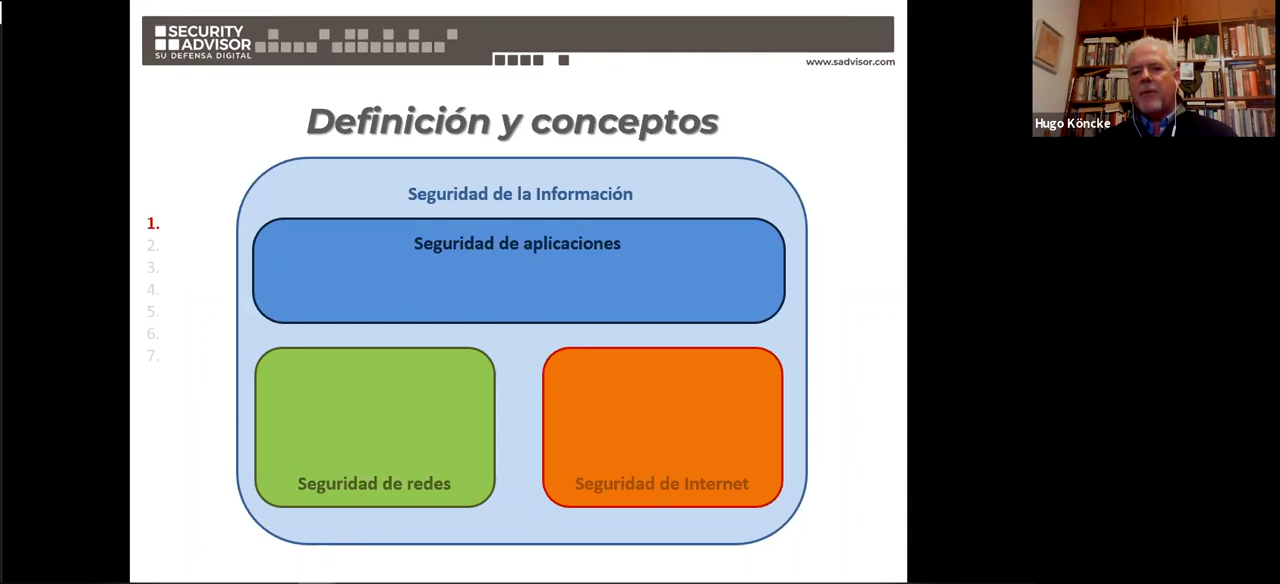 SECURITY
ADVISOR
SU DEFENSA DIGITAL
www.sadvisor.com
Hugo Köncke
Definición y conceptos
Seguridad de la Información
1.
Seguridad de aplicaciones
2.
3.
4.
5.
6.
7.
Seguridad de redes
Seguridad de Internet